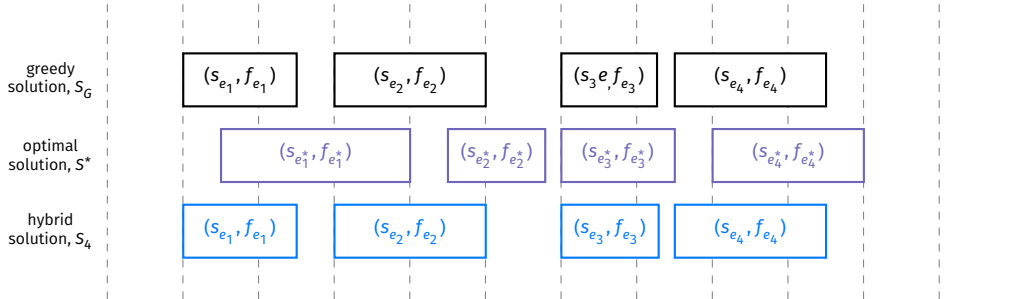 greedy
solution, S_G
(s_{e_1}, f_{e_1})
(s_{e_2}, f_{e_2})
(s_3e, f_{e_3})
(s_{e_4}, f_{e_4})
optimal
solution, S*
(s_{e_1^*}, f_{e_1^*})
(s_{e_2^*}, f_{e_2^*})
(s_{e_3^*}, f_{e_3^*})
(s_{e_4^*}, f_{e_4^*})
hybrid
solution, S_4
(s_{e_1}, f_{e_1})
(s_{e_2}, f_{e_2})
(s_{e_3}, f_{e_3})
(s_{e_4}, f_{e_4})